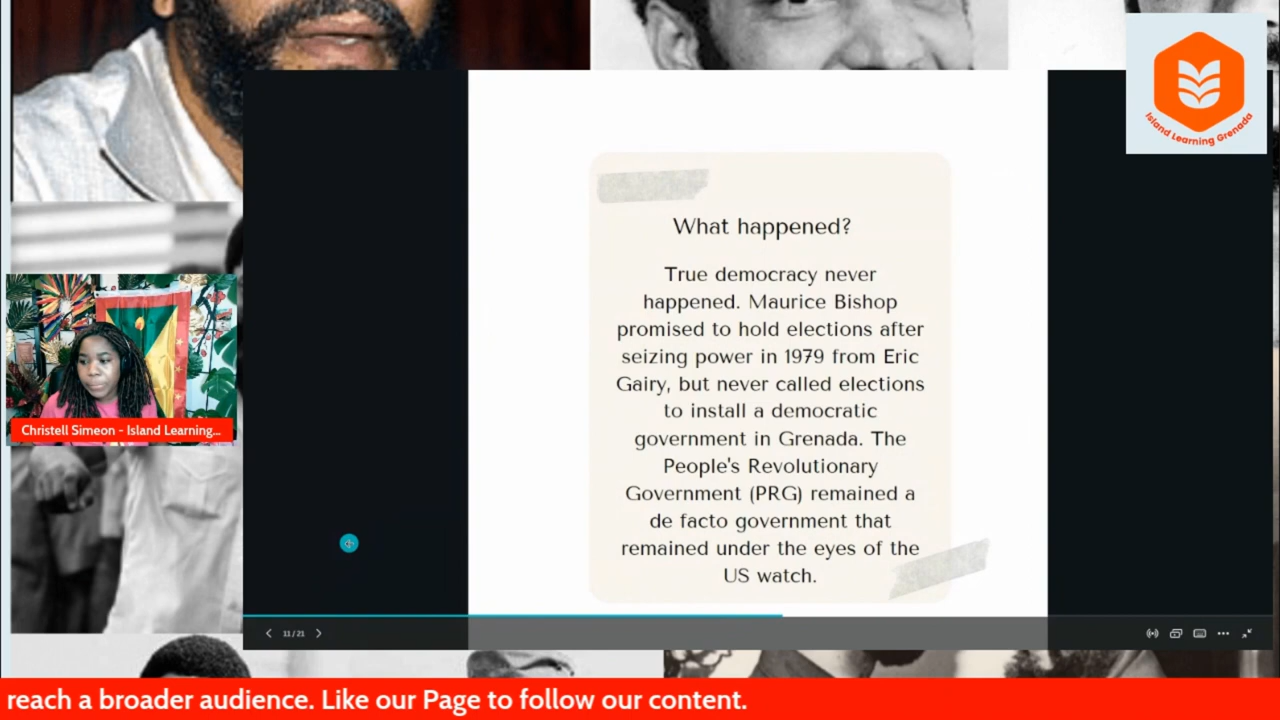 Island Learning Grenada
What happened?
True democracy never
happened. Maurice Bishop
promised to hold elections after
seizing power in 1979 from Eric
Gairy, but never called elections
to install a democratic
government in Grenada. The
People's Revolutionary
Government (PRG) remained a
de facto government that
remained under the eyes of the
US watch.
Christell Simeon - Island Learning...
11/21
reach a broader audience. Like our Page to follow our content.